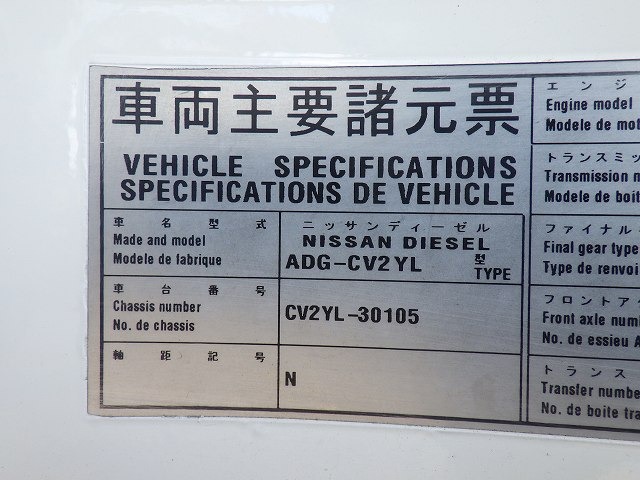 車両主要諸元票
VEHICLE SPECIFICATIONS
SPECIFICATIONS DE VEHICLE
車名型式
Made and model
Modele de fabrique
ニッサンディーゼル
NISSAN DIESEL
ADG-CV2YL 型 TYPE
車台番号
Chassis number
No. de chassis
CV2YL-30105
軸距記号
N
エンジ
Engine model
Modele de mot
トランスミッ
Transmission m
Modele de boit
ファイナル
Final gear type
Type de renvoi
フロントア
Front axle num
No. de essieu A
トランス
Transfer numbe
No. de boite tra